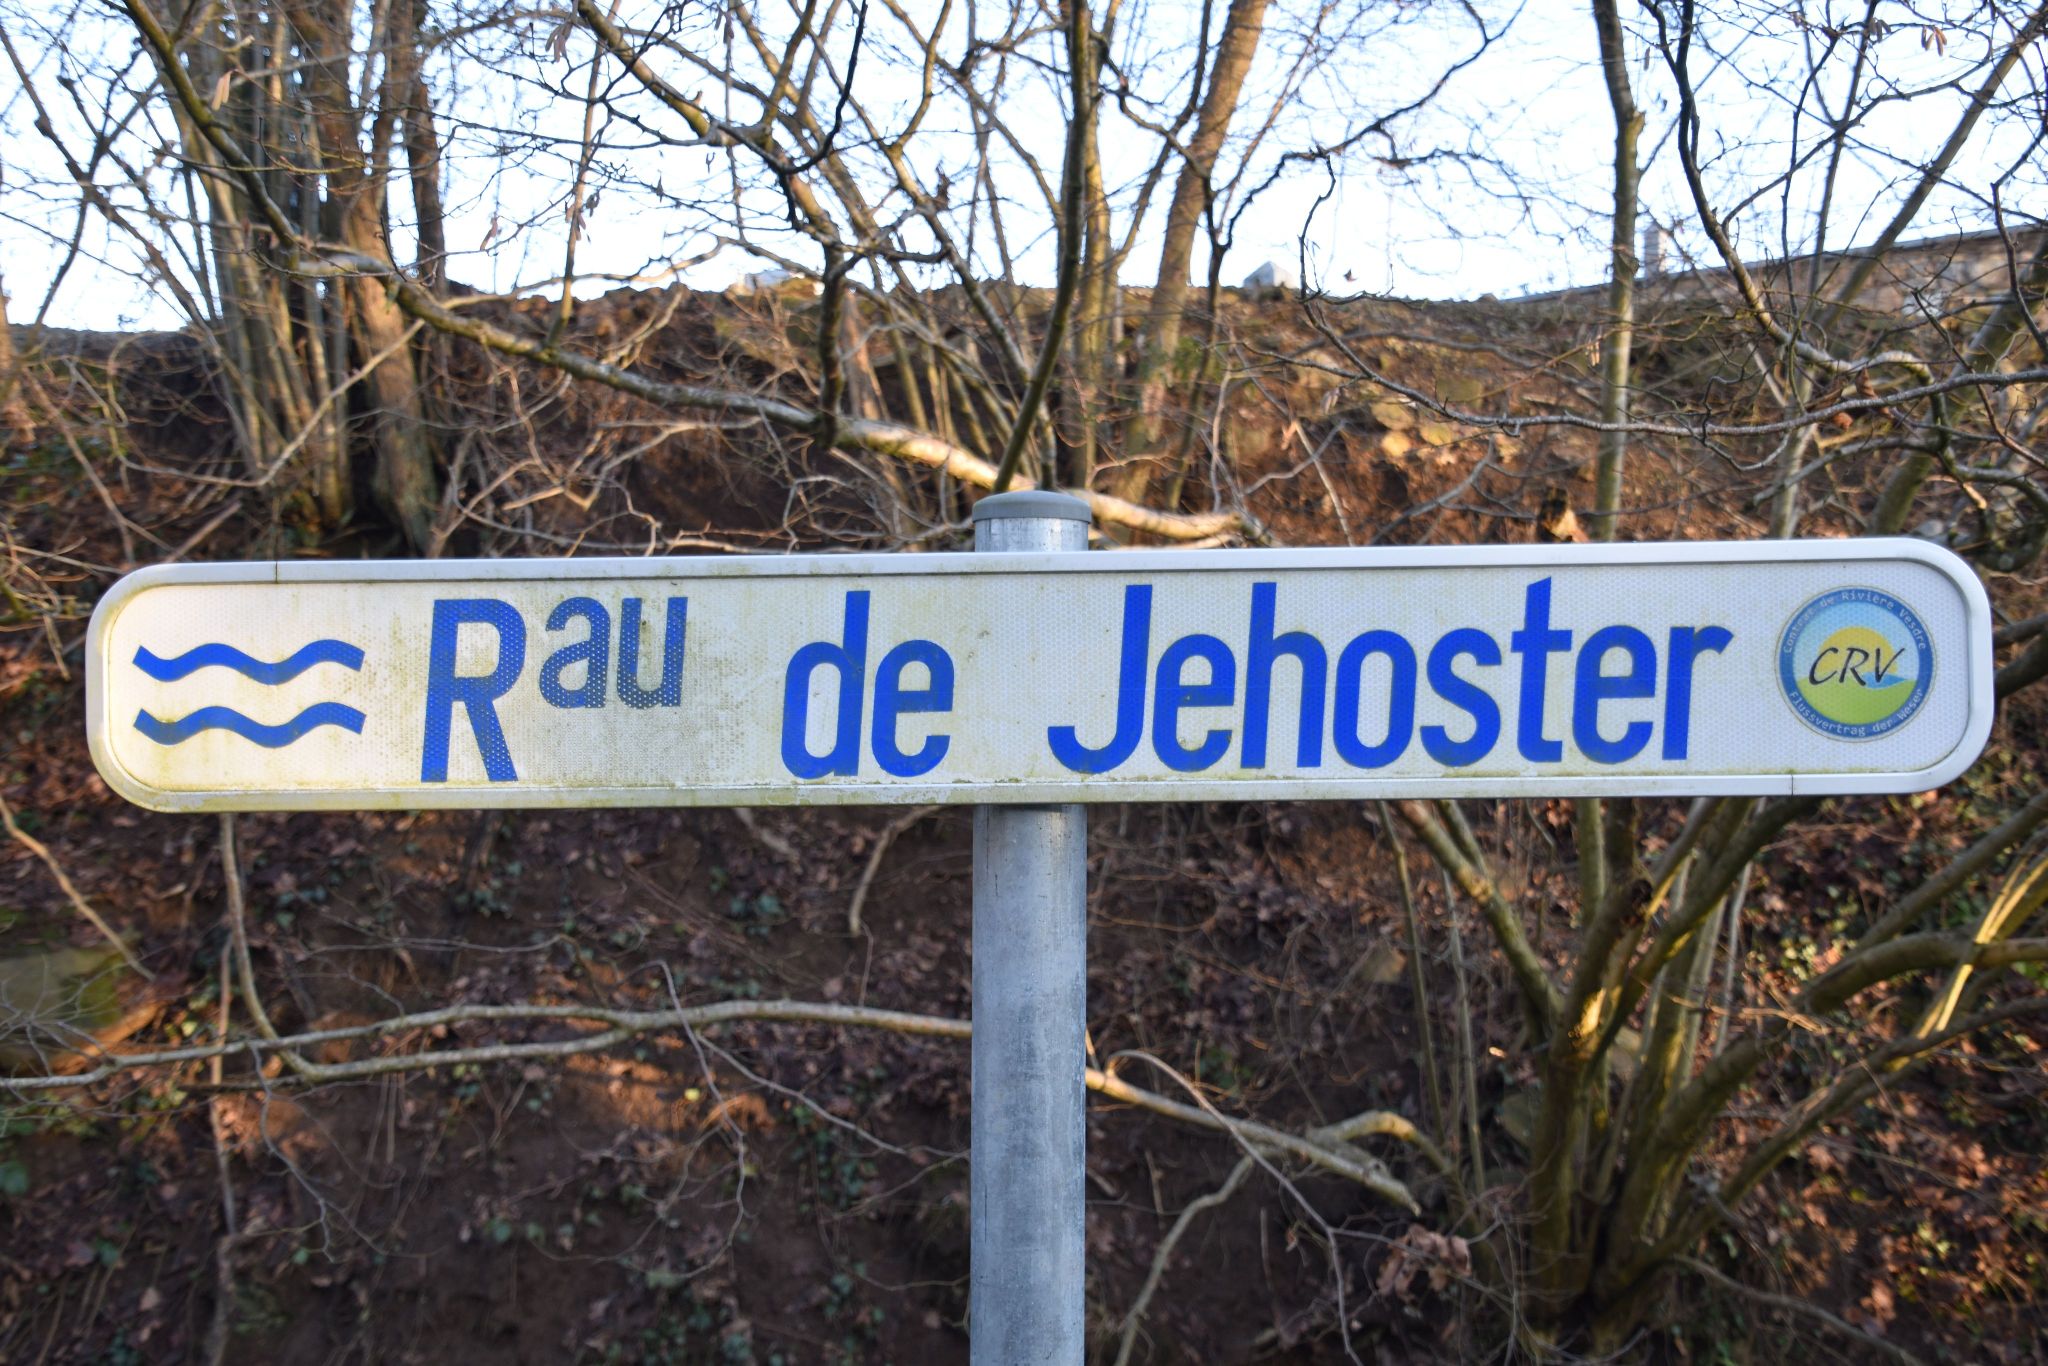 Rau de Jehoster
Contrat de Rivière Vesdre
CRV
Flussvertrag der Weser